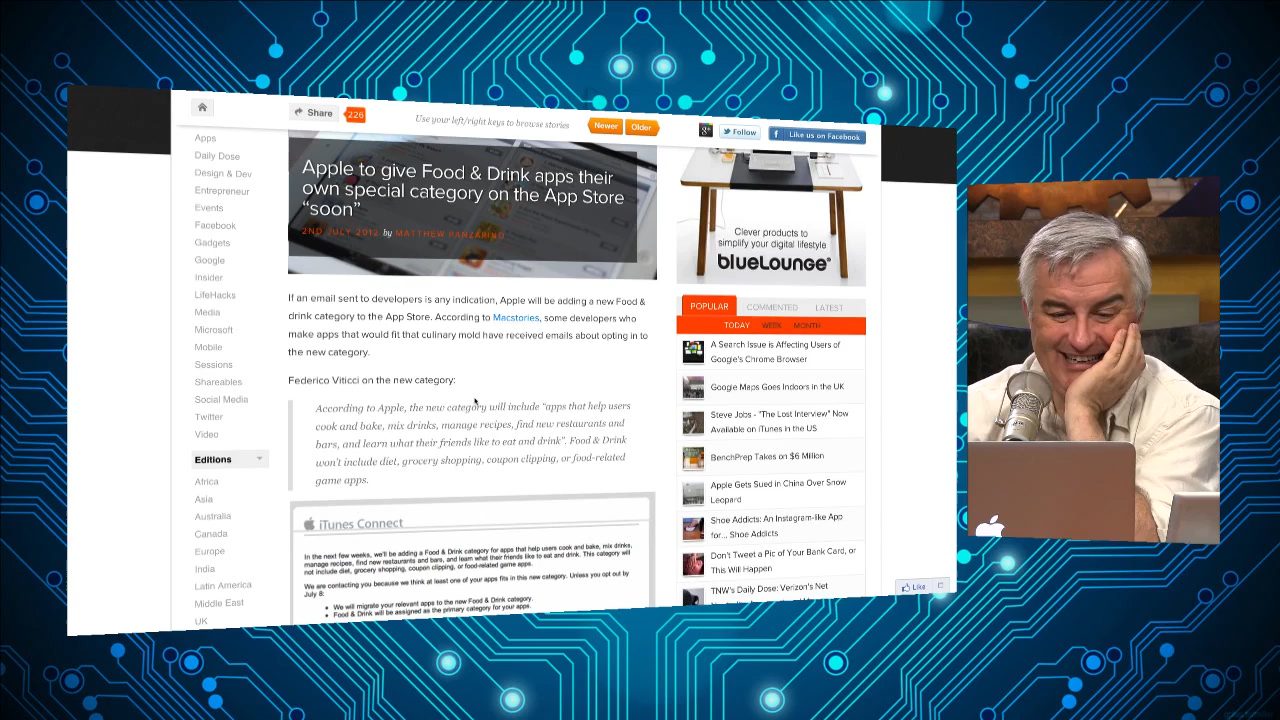 Share
226
Use your left/right keys to browse stories
Newer
Older
Follow
Like us on Facebook
Apps
Daily Dose
Design & Dev
Entrepreneur
Events
Facebook
Gadgets
Google
Insider
LifeHacks
Media
Microsoft
Mobile
Sessions
Shareables
Social Media
Twitter
Video
Editions
Africa
Asia
Australia
Canada
Europe
India
Latin America
Middle East
UK
Apple to give Food & Drink apps their
own special category on the App Store
“soon”
2ND JULY 2012 by MATTHEW PANZARINO
If an email sent to developers is any indication, Apple will be adding a new Food &
drink category to the App Store. According to Macstories, some developers who
make apps that would fit that culinary mold have received emails about opting in to
the new category.
Federico Viticci on the new category:
According to Apple, the new category will include “apps that help users
cook and bake, mix drinks, manage recipes, find new restaurants and
bars, and learn what their friends like to eat and drink”. Food & Drink
won’t include diet, grocery shopping, coupon clipping, or food-related
game apps.
iTunes Connect
In the next few weeks, we'll be adding a Food & Drink category for apps that help users cook and bake, mix drinks,
manage recipes, find new restaurants and bars, and learn what their friends like to eat and drink. This category will
not include diet, grocery shopping, coupon clipping, or food-related game apps.
We are contacting you because we think at least one of your apps fits in this new category. Unless you opt out by
July 8:
• We will migrate your relevant apps to the new Food & Drink category.
• Food & Drink will be assigned as the primary category for your apps.
Clever products to
simplify your digital lifestyle
blueLounge®
POPULAR
COMMENTED
LATEST
TODAY
WEEK
MONTH
A Search Issue is Affecting Users of
Google's Chrome Browser
Google Maps Goes Indoors in the UK
Steve Jobs - "The Lost Interview" Now
Available on iTunes in the US
BenchPrep Takes on $6 Million
Apple Gets Sued in China Over Snow
Leopard
Shoe Addicts: An Instagram-like App
for... Shoe Addicts
Don't Tweet a Pic of Your Bank Card, or
This Will Happen
TNW's Daily Dose: Verizon's Net
Like